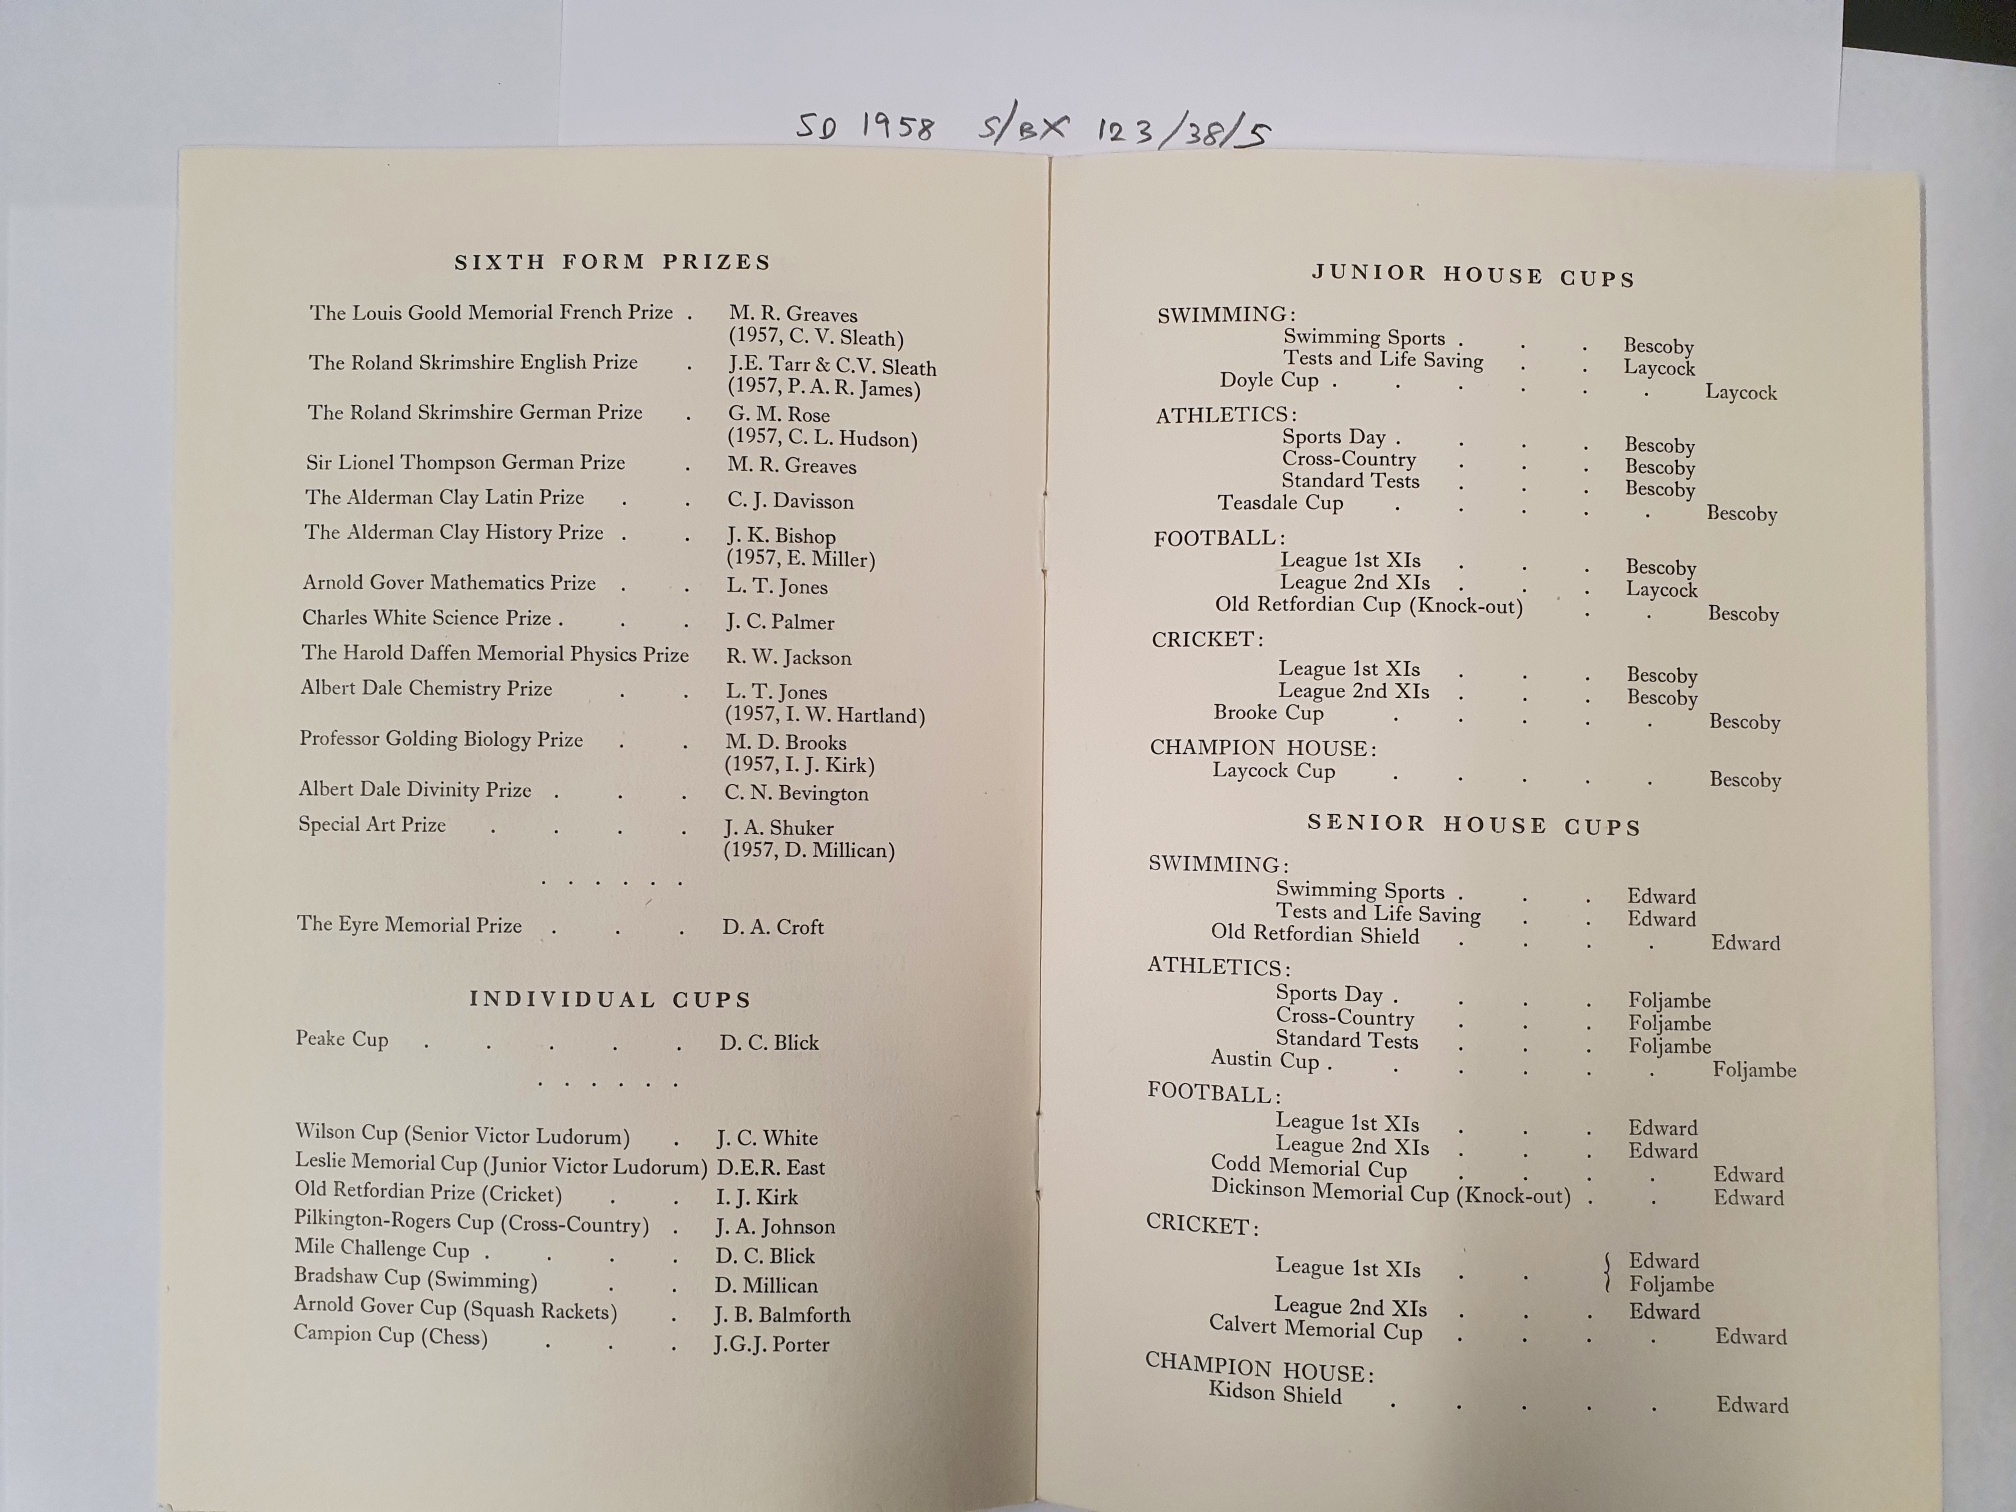 SD 1958 S/BX 123/38/5
SIXTH FORM PRIZES
The Louis Goold Memorial French Prize . M. R. Greaves
(1957, C. V. Sleath)
The Roland Skrimshire English Prize . J.E. Tarr & C.V. Sleath
(1957, P. A. R. James)
The Roland Skrimshire German Prize . G. M. Rose
(1957, C. L. Hudson)
Sir Lionel Thompson German Prize . M. R. Greaves
The Alderman Clay Latin Prize . . C. J. Davisson
The Alderman Clay History Prize . . J. K. Bishop
(1957, E. Miller)
Arnold Gover Mathematics Prize . . L. T. Jones
Charles White Science Prize . . . J. C. Palmer
The Harold Daffen Memorial Physics Prize R. W. Jackson
Albert Dale Chemistry Prize . . L. T. Jones
(1957, I. W. Hartland)
Professor Golding Biology Prize . . M. D. Brooks
(1957, I. J. Kirk)
Albert Dale Divinity Prize . . . C. N. Bevington
Special Art Prize . . . . J. A. Shuker
(1957, D. Millican)
. . . . . .
The Eyre Memorial Prize . . . D. A. Croft
INDIVIDUAL CUPS
Peake Cup . . . . . D. C. Blick
. . . . . .
Wilson Cup (Senior Victor Ludorum) . J. C. White
Leslie Memorial Cup (Junior Victor Ludorum) D.E.R. East
Old Retfordian Prize (Cricket) . . I. J. Kirk
Pilkington-Rogers Cup (Cross-Country) . J. A. Johnson
Mile Challenge Cup . . . . D. C. Blick
Bradshaw Cup (Swimming) . . D. Millican
Arnold Gover Cup (Squash Rackets) . J. B. Balmforth
Campion Cup (Chess) . . . J.G.J. Porter
JUNIOR HOUSE CUPS
SWIMMING:
Swimming Sports . . . Bescoby
Tests and Life Saving . . Laycock
Doyle Cup . . . . . . Laycock
ATHLETICS:
Sports Day . . . . Bescoby
Cross-Country . . . Bescoby
Standard Tests . . . Bescoby
Teasdale Cup . . . . . Bescoby
FOOTBALL:
League 1st XIs . . . Bescoby
League 2nd XIs . . . Laycock
Old Retfordian Cup (Knock-out) . . Bescoby
CRICKET:
League 1st XIs . . . Bescoby
League 2nd XIs . . . Bescoby
Brooke Cup . . . . . Bescoby
CHAMPION HOUSE:
Laycock Cup . . . . . Bescoby
SENIOR HOUSE CUPS
SWIMMING:
Swimming Sports . . . Edward
Tests and Life Saving . . Edward
Old Retfordian Shield . . . . Edward
ATHLETICS:
Sports Day . . . . Foljambe
Cross-Country . . . Foljambe
Standard Tests . . . Foljambe
Austin Cup . . . . . . Foljambe
FOOTBALL:
League 1st XIs . . . Edward
League 2nd XIs . . . Edward
Codd Memorial Cup . . . . Edward
Dickinson Memorial Cup (Knock-out) . . Edward
CRICKET:
League 1st XIs . . { Edward
Foljambe
League 2nd XIs . . . Edward
Calvert Memorial Cup . . . . Edward
CHAMPION HOUSE:
Kidson Shield . . . . . Edward